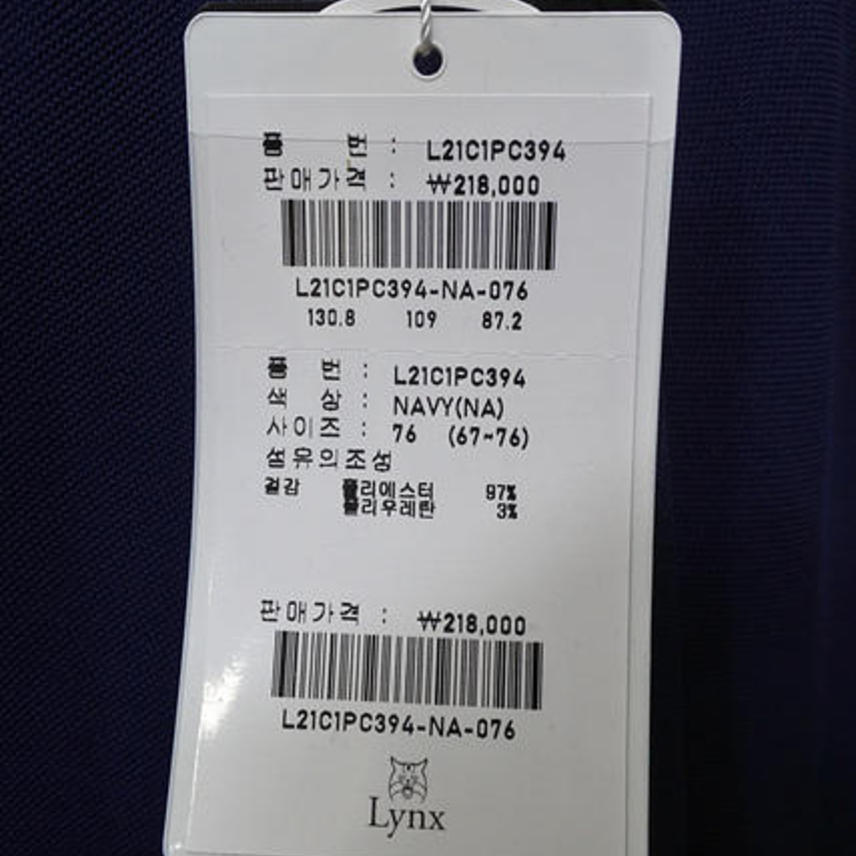 품 번 : L21C1PC394
판매가격 : ₩218,000
L21C1PC394-NA-076
130.8 109 87.2
품 번 : L21C1PC394
색 상 : NAVY(NA)
사이즈 : 76 (67~76)
섬유의조성
겉감 폴리에스터 97%
폴리우레탄 3%
판매가격 : ₩218,000
L21C1PC394-NA-076
Lynx